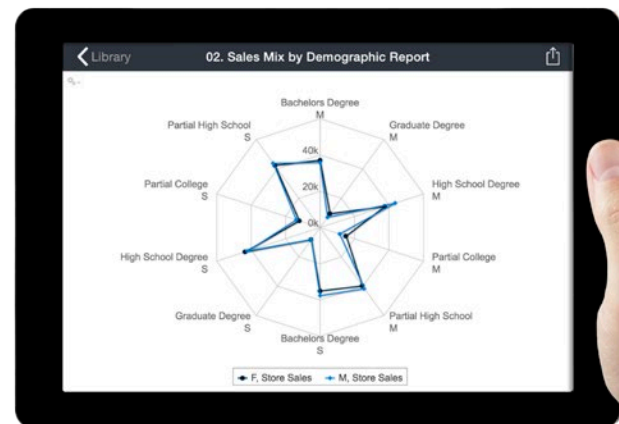 Library
02. Sales Mix by Demographic Report
Bachelors Degree
M
Partial High School
S
Graduate Degree
M
40k
Partial College
S
20k
High School Degree
M
0k
High School Degree
S
Partial College
M
Graduate Degree
S
Partial High School
M
Bachelors Degree
S
F, Store Sales
M, Store Sales